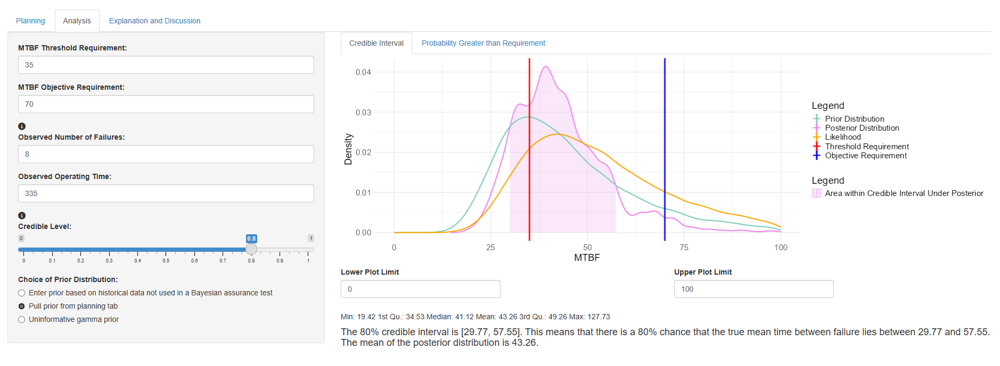 Planning Analysis Explanation and Discussion
MTBF Threshold Requirement:
35
MTBF Objective Requirement:
70
Observed Number of Failures:
8
Observed Operating Time:
335
Credible Level:
0 0.8 1
0 0.1 0.2 0.3 0.4 0.5 0.6 0.7 0.8 0.9 1
Choice of Prior Distribution:
Enter prior based on historical data not used in a Bayesian assurance test
Pull prior from planning tab
Uninformative gamma prior
Credible Interval Probability Greater than Requirement
Density
0.04
0.03
0.02
0.01
0.00
0 25 50 75 100
MTBF
Legend
Prior Distribution
Posterior Distribution
Likelihood
Threshold Requirement
Objective Requirement
Legend
Area within Credible Interval Under Posterior
Lower Plot Limit
0
Upper Plot Limit
100
Min: 19.42 1st Qu.: 34.53 Median: 41.12 Mean: 43.26 3rd Qu.: 49.26 Max: 127.73
The 80% credible interval is [29.77, 57.55]. This means that there is a 80% chance that the true mean time between failure lies between 29.77 and 57.55.
The mean of the posterior distribution is 43.26.